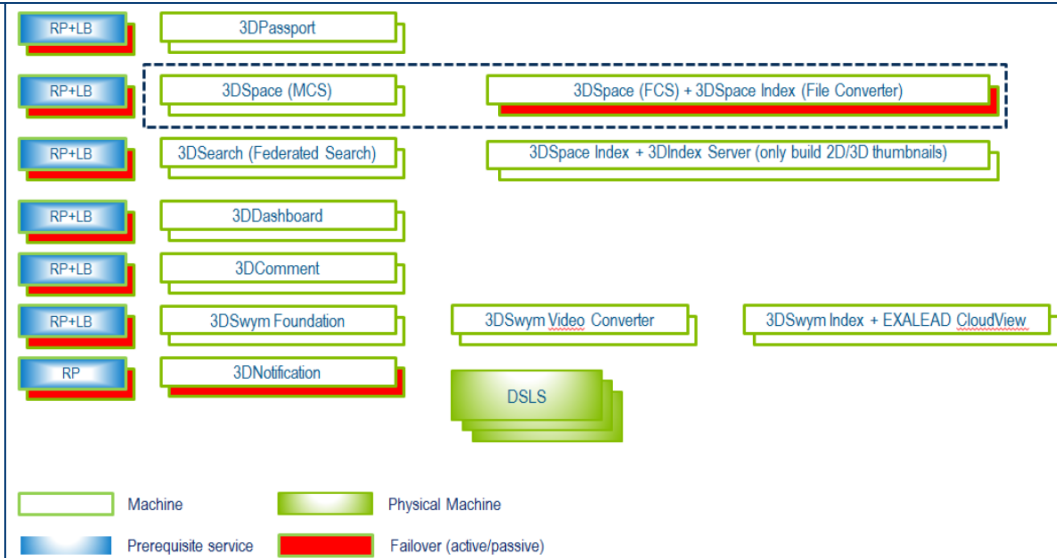 RP+LB 3DPassport
RP+LB 3DSpace (MCS) 3DSpace (FCS) + 3DSpace Index (File Converter)
RP+LB 3DSearch (Federated Search) 3DSpace Index + 3DIndex Server (only build 2D/3D thumbnails)
RP+LB 3DDashboard
RP+LB 3DComment
RP+LB 3DSwym Foundation 3DSwym Video Converter 3DSwym Index + EXALEAD CloudView
RP 3DNotification
DSLS
Machine Physical Machine
Prerequisite service Failover (active/passive)